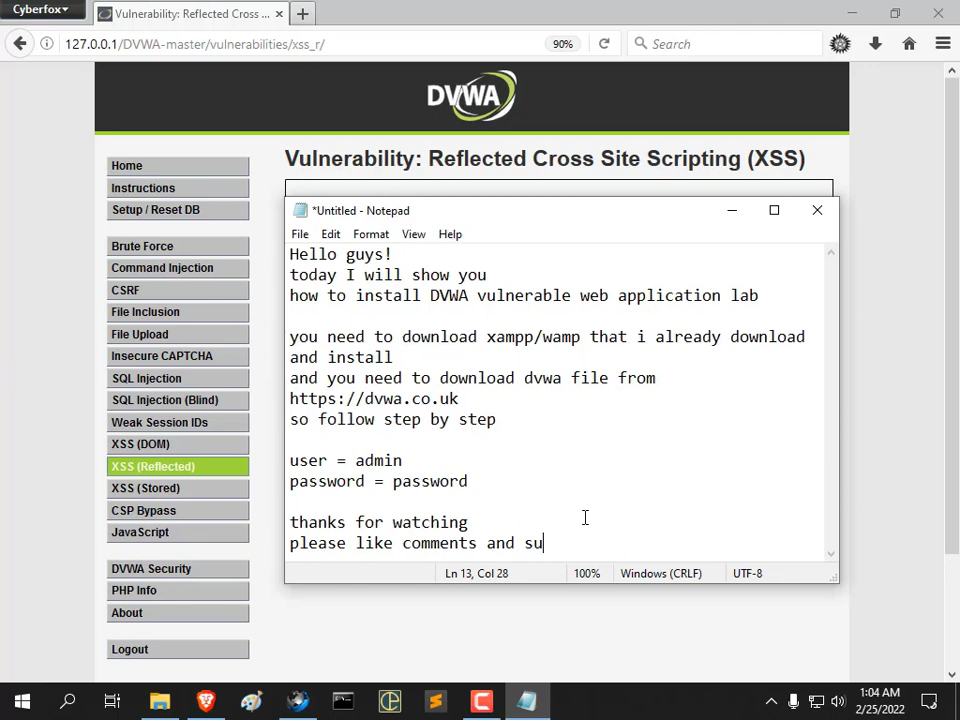 Cyberfox
Vulnerability: Reflected Cross ...
127.0.0.1/DVWA-master/vulnerabilities/xss_r/
90%
Search
DVWA
Home
Instructions
Setup / Reset DB
Brute Force
Command Injection
CSRF
File Inclusion
File Upload
Insecure CAPTCHA
SQL Injection
SQL Injection (Blind)
Weak Session IDs
XSS (DOM)
XSS (Reflected)
XSS (Stored)
CSP Bypass
JavaScript
DVWA Security
PHP Info
About
Logout
Vulnerability: Reflected Cross Site Scripting (XSS)
*Untitled - Notepad
File Edit Format View Help
Hello guys!
today I will show you
how to install DVWA vulnerable web application lab
you need to download xampp/wamp that i already download
and install
and you need to download dvwa file from
https://dvwa.co.uk
so follow step by step
user = admin
password = password
thanks for watching
please like comments and su
Ln 13, Col 28 100% Windows (CRLF) UTF-8
1:04 AM
2/25/2022